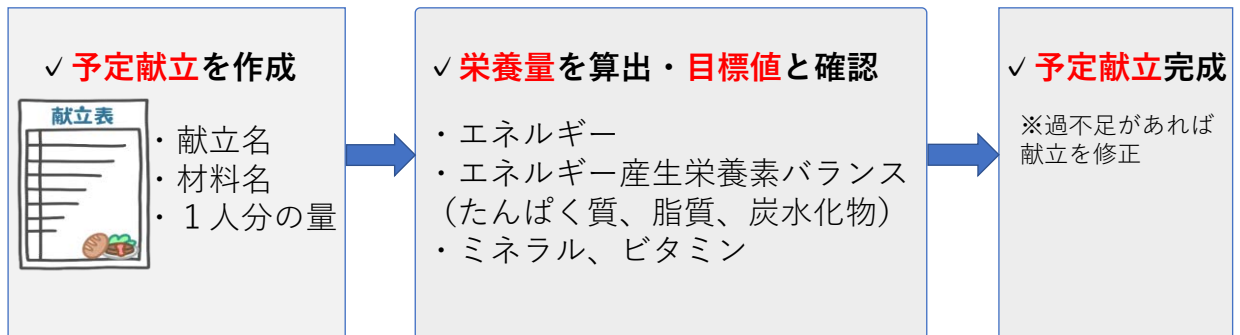 ✓予定献立を作成
献立表
・献立名
・材料名
・１人分の量
✓栄養量を算出・目標値と確認
・エネルギー
・エネルギー産生栄養素バランス
（たんぱく質、脂質、炭水化物）
・ミネラル、ビタミン
✓予定献立完成
※過不足があれば
献立を修正